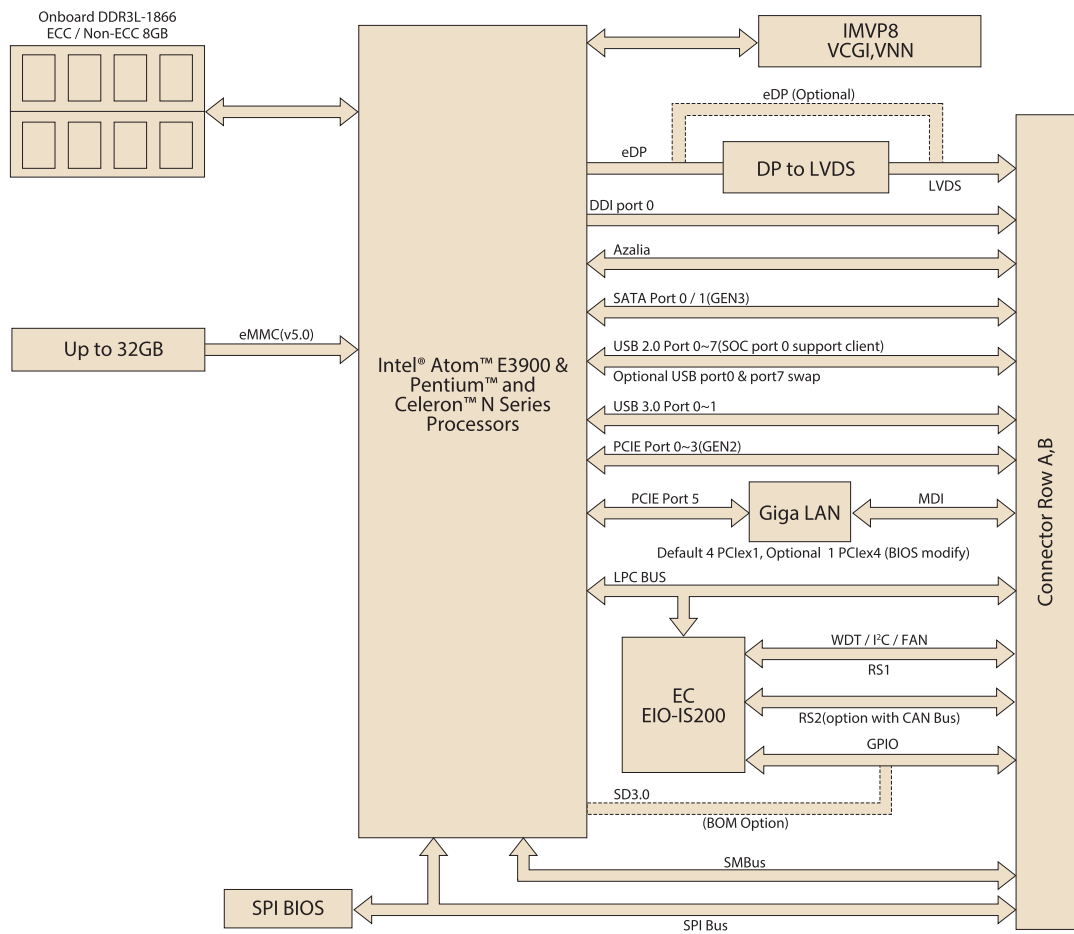 Onboard DDR3L-1866
ECC / Non-ECC 8GB
IMVP8
VCGI,VNN
eDP (Optional)
eDP
DP to LVDS
LVDS
DDI port 0
Azalia
SATA Port 0 / 1(GEN3)
Up to 32GB
eMMC(v5.0)
Intel® Atom™ E3900 &
Pentium™ and
Celeron™ N Series
Processors
USB 2.0 Port 0~7(SOC port 0 support client)
Optional USB port0 & port7 swap
USB 3.0 Port 0~1
PCIE Port 0~3(GEN2)
PCIE Port 5
Giga LAN
MDI
Default 4 PCIex1, Optional  1 PCIex4 (BIOS modify)
LPC BUS
EC
EIO-IS200
WDT / I²C / FAN
RS1
RS2(option with CAN Bus)
GPIO
SD3.0
(BOM Option)
SMBus
SPI BIOS
SPI Bus
Connector Row A,B